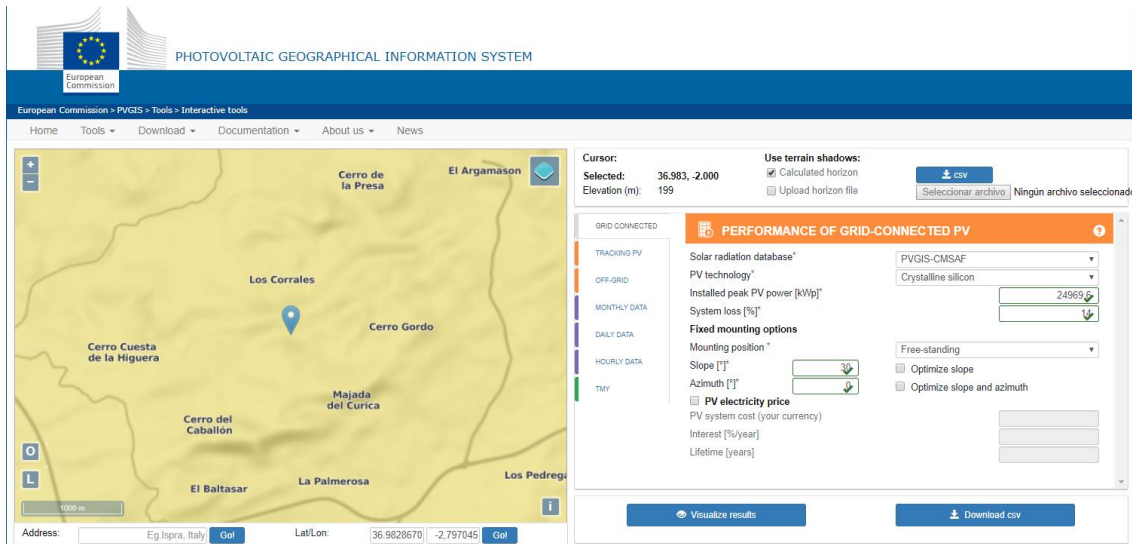 PHOTOVOLTAIC GEOGRAPHICAL INFORMATION SYSTEM
European
Commission
European Commission > PVGIS > Tools > Interactive tools
Home Tools Download Documentation About us News
+
−
Cerro de
la Presa
El Argamason
Los Corrales
Cerro Gordo
Cerro Cuesta
de la Higuera
Majada
del Curica
Cerro del
Caballón
O
L
El Baltasar
La Palmerosa
Los Pedrega
1000 m
i
Address: Eg.Ispra, Italy Go! Lat/Lon: 36.9828670 -2,797045 Go!
Cursor: Use terrain shadows:
Selected: 36.983, -2.000 Calculated horizon csv
Elevation (m): 199 Upload horizon file Seleccionar archivo Ningún archivo seleccionado
GRID CONNECTED
TRACKING PV
OFF-GRID
MONTHLY DATA
DAILY DATA
HOURLY DATA
TMY
PERFORMANCE OF GRID-CONNECTED PV ?
Solar radiation database* PVGIS-CMSAF
PV technology* Crystalline silicon
Installed peak PV power [kWp]* 24969,6
System loss [%]* 14
Fixed mounting options
Mounting position * Free-standing
Slope [°]* 30 Optimize slope
Azimuth [°]* 0 Optimize slope and azimuth
PV electricity price
PV system cost (your currency)
Interest [%/year]
Lifetime [years]
Visualize results Download csv